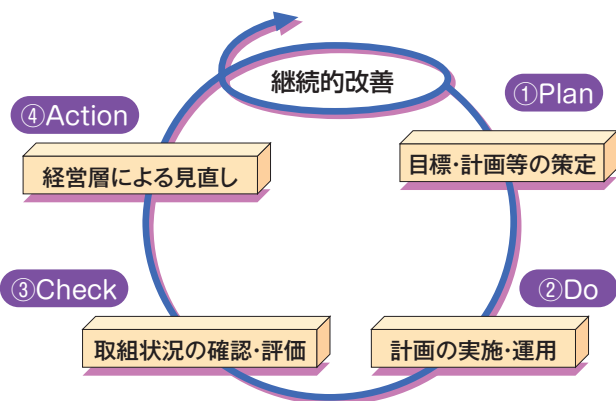 継続的改善
①Plan
目標・計画等の策定
②Do
計画の実施・運用
③Check
取組状況の確認・評価
④Action
経営層による見直し